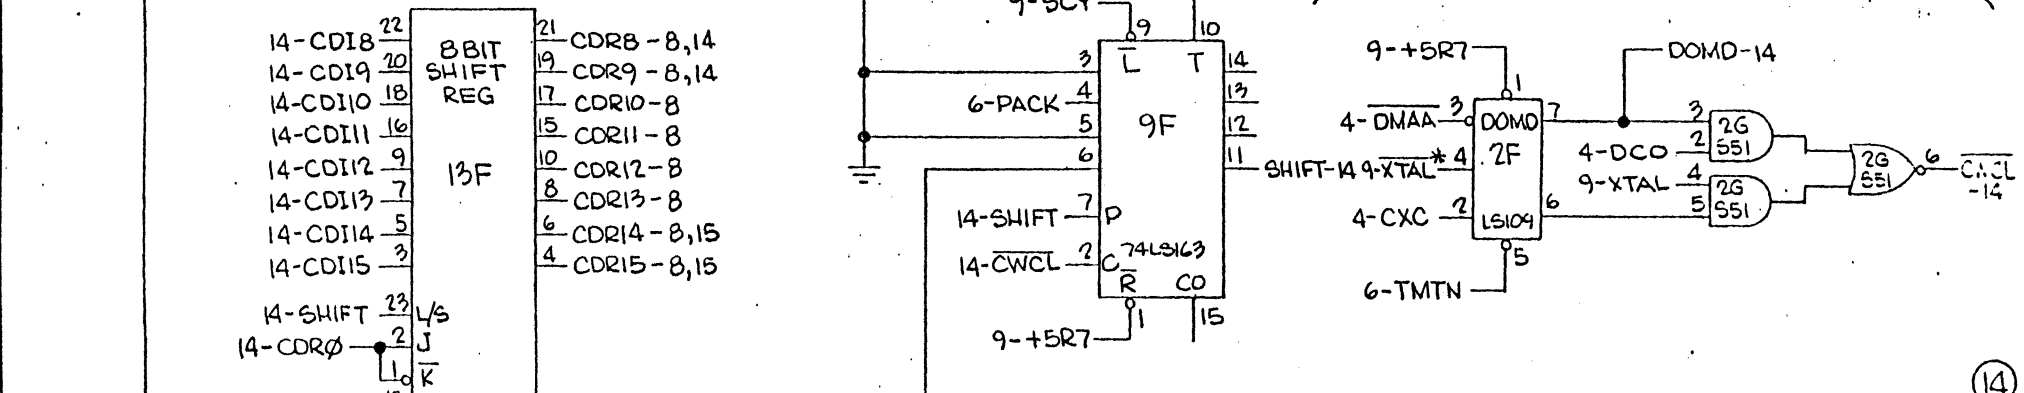 14-CDI8 22
14-CDI9 20
14-CDI10 18
14-CDI11 16
14-CDI12 9
14-CDI13 7
14-CDI14 5
14-CDI15 3
14-SHIFT 23 L/S
14-CDRØ 2 J
1 K̅
8 BIT
SHIFT
REG
13F
21 CDR8-8,14
19 CDR9-8,14
17 CDR10-8
15 CDR11-8
10 CDR12-8
8 CDR13-8
6 CDR14-8,15
4 CDR15-8,15
9 10
L̅ T
3
6-PACK 4
5
6
9F
14
13
12
11 SHIFT-14
14-SHIFT 7 P
14-C̅W̅C̅L̅ 2 C
74LS163
R̅ CO
9-+5R7 1
15
9-+5R7 1
4-D̅M̅A̅A̅ 3
9-X̅T̅A̅L̅* 4
4-CXC 2
DOMD
2F
LS109
7
6
5
6-TMTN
DOMD-14
3
4-DCO 2
2G
S51
9-XTAL 4
5
2G
S51
2G
S51
6 C̅A̅C̅L̅
-14
14